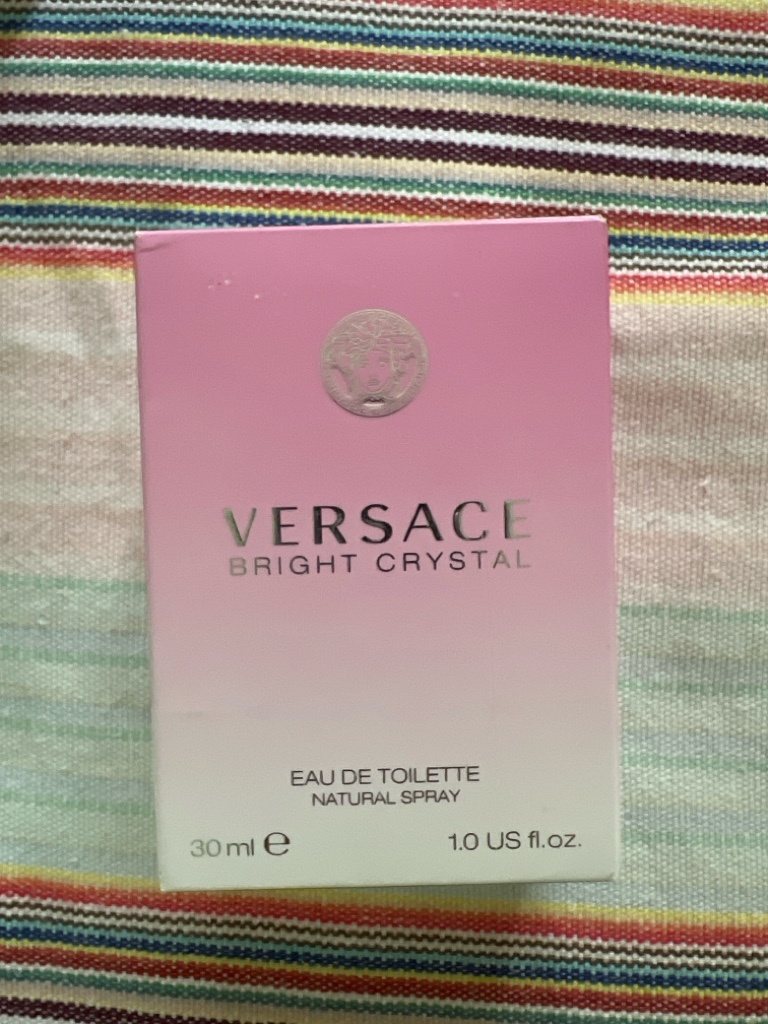 VERSACE
BRIGHT CRYSTAL
EAU DE TOILETTE
NATURAL SPRAY
30 ml ℮ 1.0 US fl.oz.